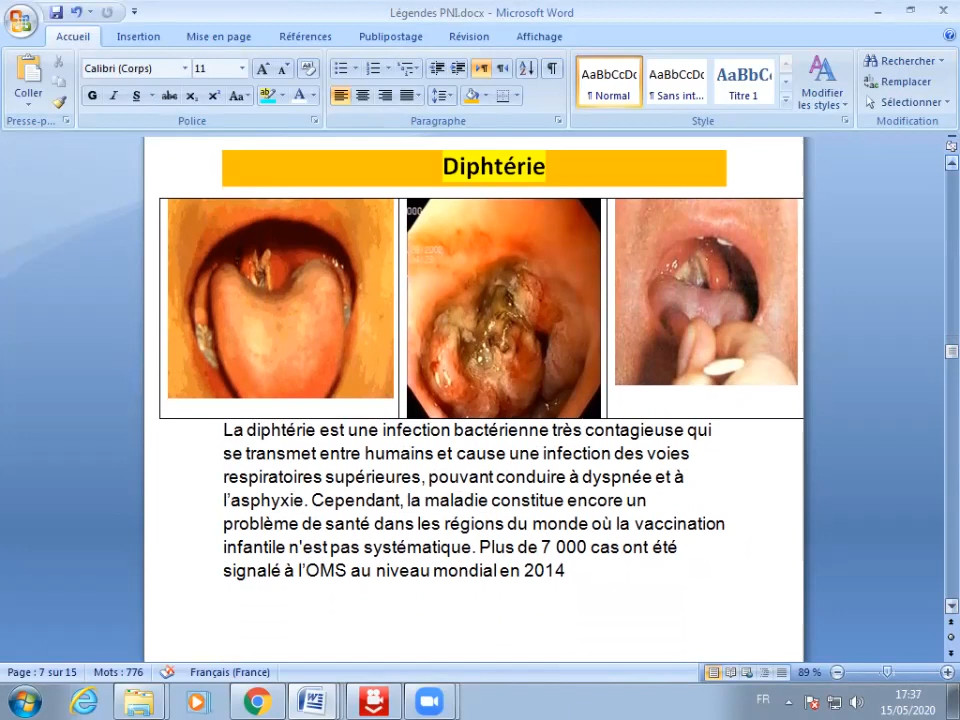 Légendes PNI.docx - Microsoft Word
Accueil Insertion Mise en page Références Publipostage Révision Affichage
Coller
Presse-p...
Calibri (Corps) 11
Police
Paragraphe
AaBbCcDc AaBbCcDc AaBbC
¶ Normal ¶ Sans int... Titre 1
Modifier les styles
Style
Rechercher
Remplacer
Sélectionner
Modification
Diphtérie
La diphtérie est une infection bactérienne très contagieuse qui
se transmet entre humains et cause une infection des voies
respiratoires supérieures, pouvant conduire à dyspnée et à
l'asphyxie. Cependant, la maladie constitue encore un
problème de santé dans les régions du monde où la vaccination
infantile n'est pas systématique. Plus de 7 000 cas ont été
signalé à l'OMS au niveau mondial en 2014
Page : 7 sur 15 Mots : 776 Français (France) 89 %
FR 17:37
15/05/2020